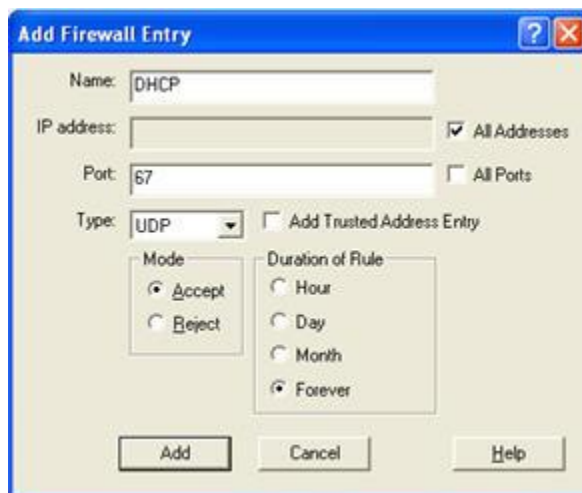 Add Firewall Entry
Name: DHCP
IP address: All Addresses
Port: 67 All Ports
Type: UDP Add Trusted Address Entry
Mode Duration of Rule
Accept Hour
Reject Day
Month
Forever
Add Cancel Help